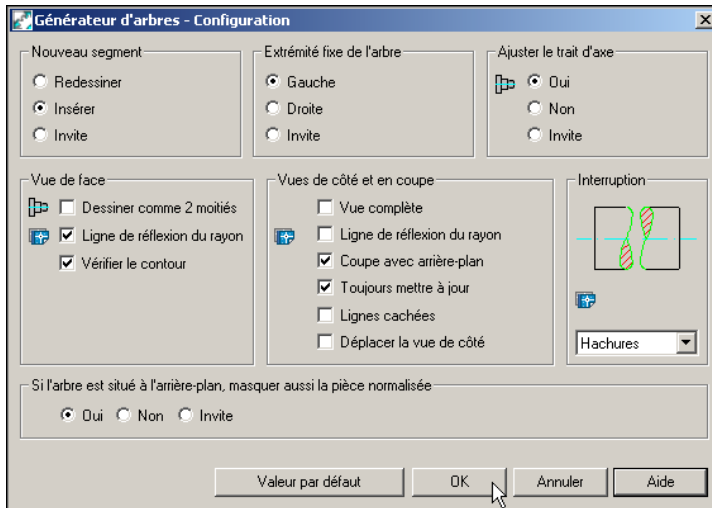 Générateur d'arbres - Configuration
Nouveau segment
Redessiner
Insérer
Invite
Extrémité fixe de l'arbre
Gauche
Droite
Invite
Ajuster le trait d'axe
Oui
Non
Invite
Vue de face
Dessiner comme 2 moitiés
Ligne de réflexion du rayon
Vérifier le contour
Vues de côté et en coupe
Vue complète
Ligne de réflexion du rayon
Coupe avec arrière-plan
Toujours mettre à jour
Lignes cachées
Déplacer la vue de côté
Interruption
Hachures
Si l'arbre est situé à l'arrière-plan, masquer aussi la pièce normalisée
Oui Non Invite
Valeur par défaut OK Annuler Aide